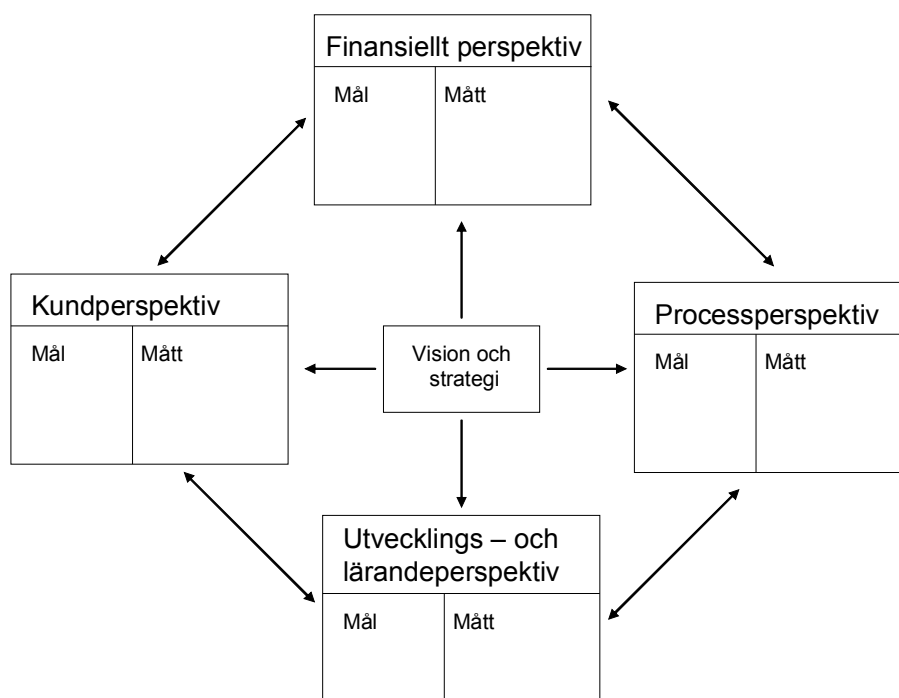 Finansiellt perspektiv
Mål
Mått
Kundperspektiv
Mål
Mått
Vision och
strategi
Processperspektiv
Mål
Mått
Utvecklings – och
lärandeperspektiv
Mål
Mått